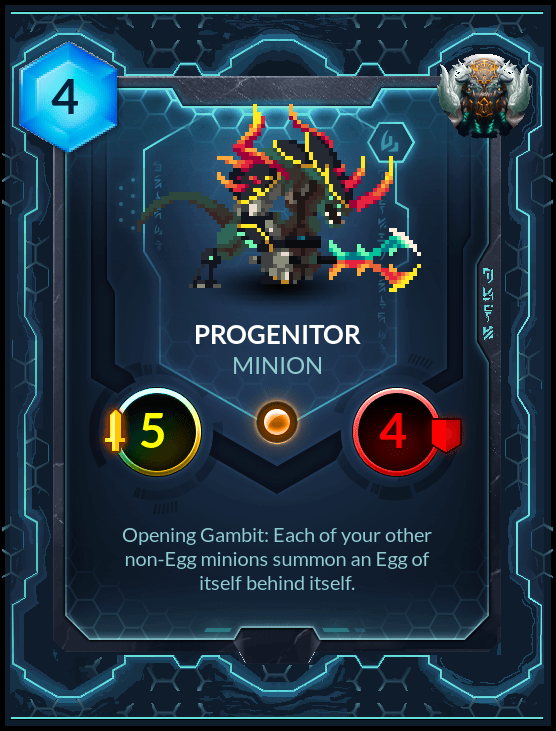 4
PROGENITOR
MINION
5
4
Opening Gambit: Each of your other
non-Egg minions summon an Egg of
itself behind itself.